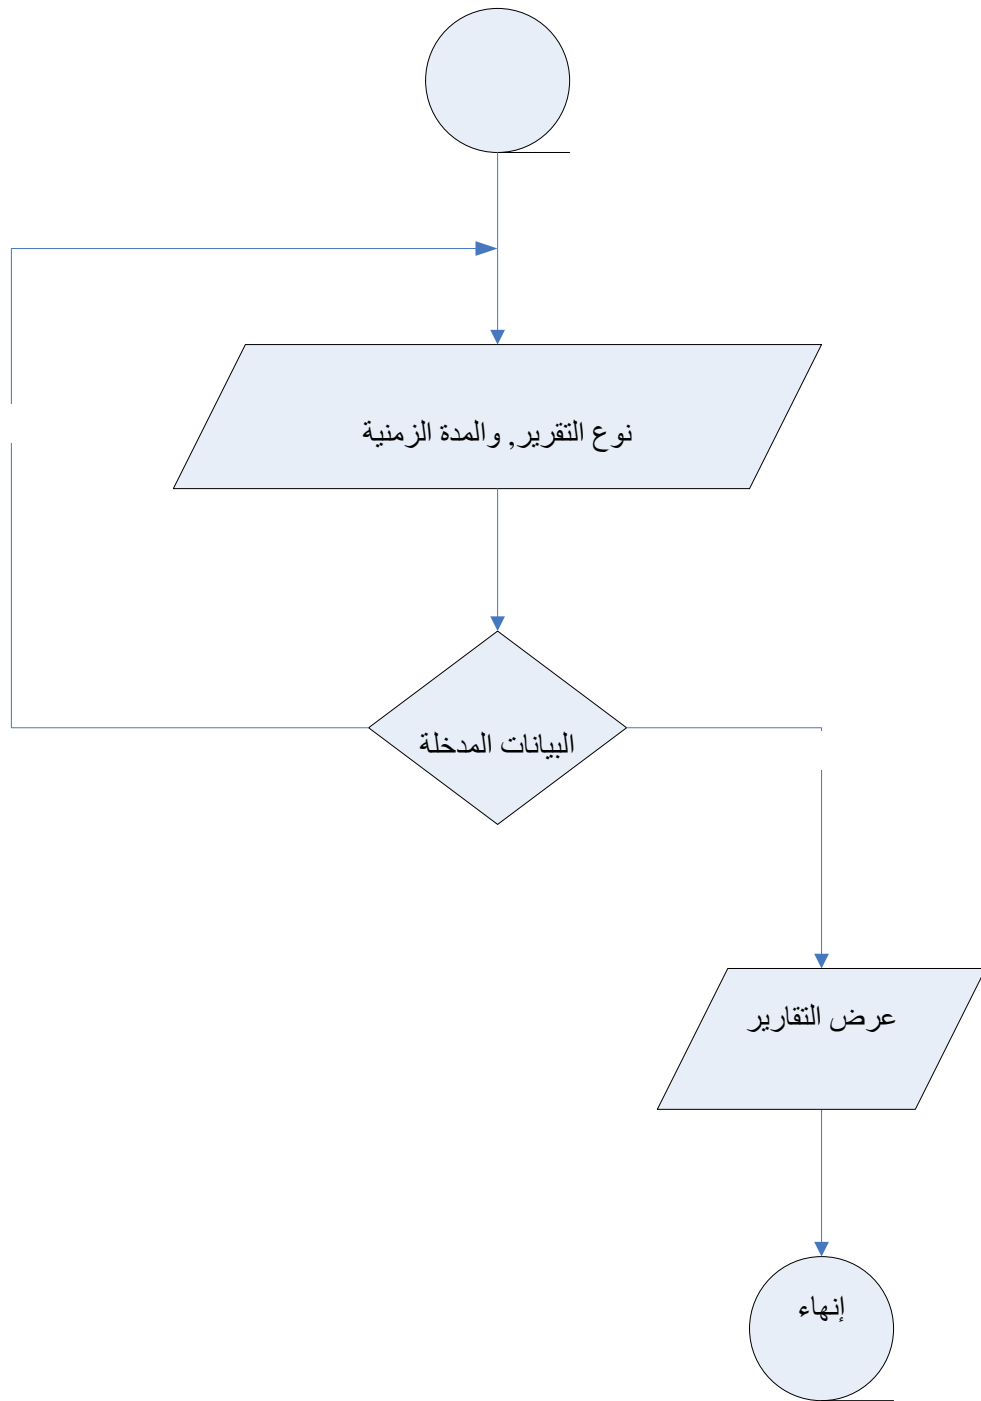 نوع التقرير, والمدة الزمنية
البيانات المدخلة
عرض التقارير
إنهاء